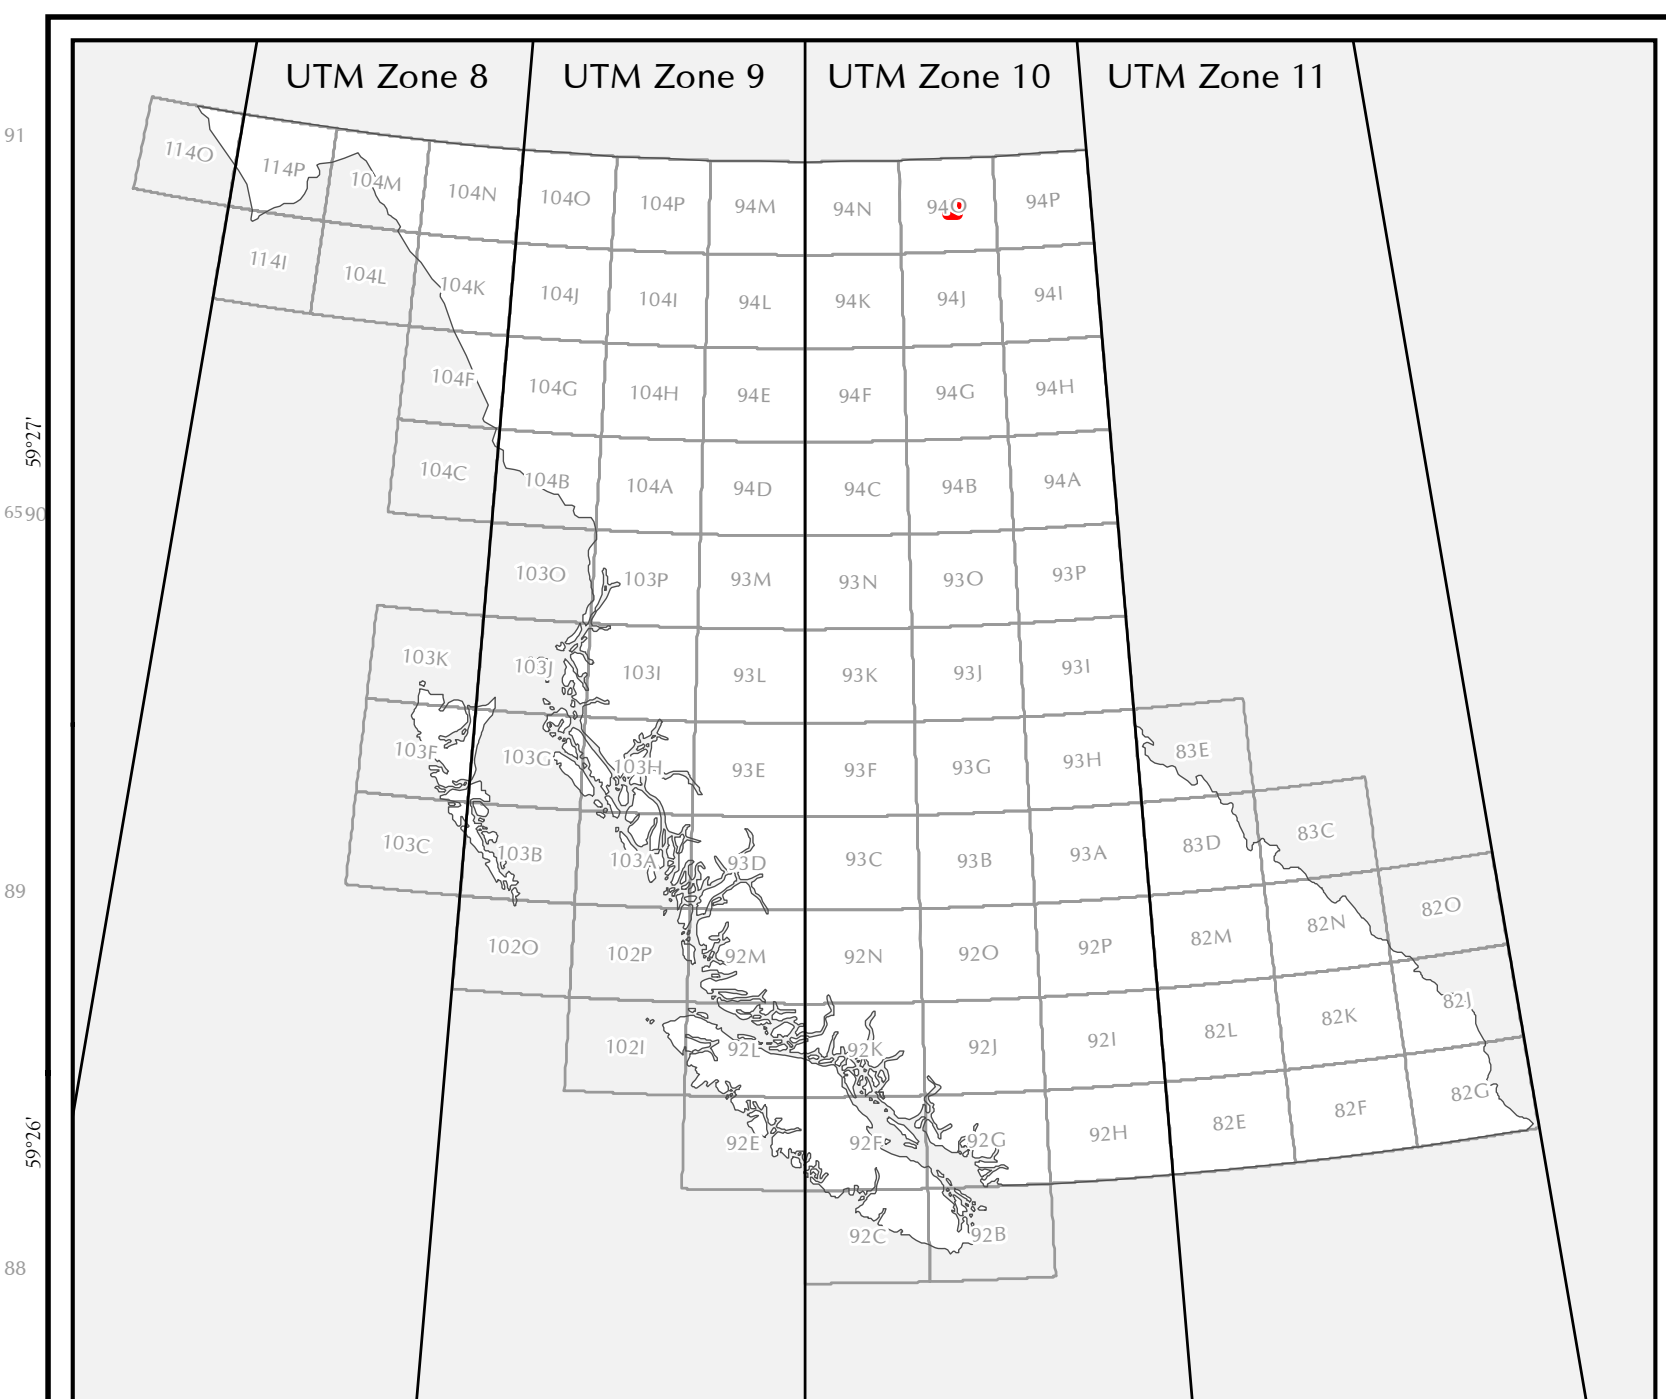 UTM Zone 8 UTM Zone 9 UTM Zone 10 UTM Zone 11
91
114O 114P 104M 104N 104O 104P 94M 94N 94O 94P
114I 104L 104K 104J 104I 94L 94K 94J 94I
104F 104G 104H 94E 94F 94G 94H
59°27'
104C 104B 104A 94D 94C 94B 94A
6590
103O 103P 93M 93N 93O 93P
103K 103J 103I 93L 93K 93J 93I
103F 103G 103H 93E 93F 93G 93H 83E
103C 103B 103A 93D 93C 93B 93A 83D 83C
89
102O 102P 92M 92N 92O 92P 82M 82N 82O
102I 92L 92K 92J 92I 82L 82K 82J
59°26'
92E 92F 92G 92H 82E 82F 82G
92C 92B
88